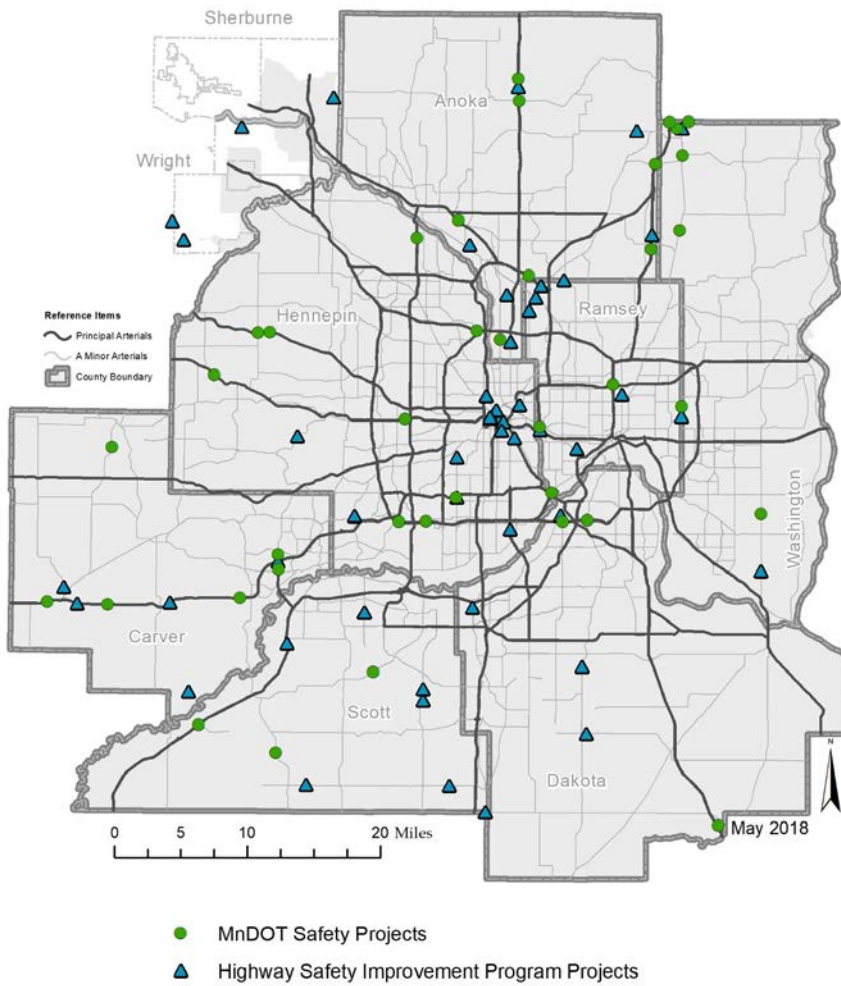 Sherburne
Anoka
Wright
Reference Items
Principal Arterials
A Minor Arterials
County Boundary
Hennepin
Ramsey
Washington
Carver
Scott
Dakota
N
May 2018
0 5 10 20 Miles
MnDOT Safety Projects
Highway Safety Improvement Program Projects